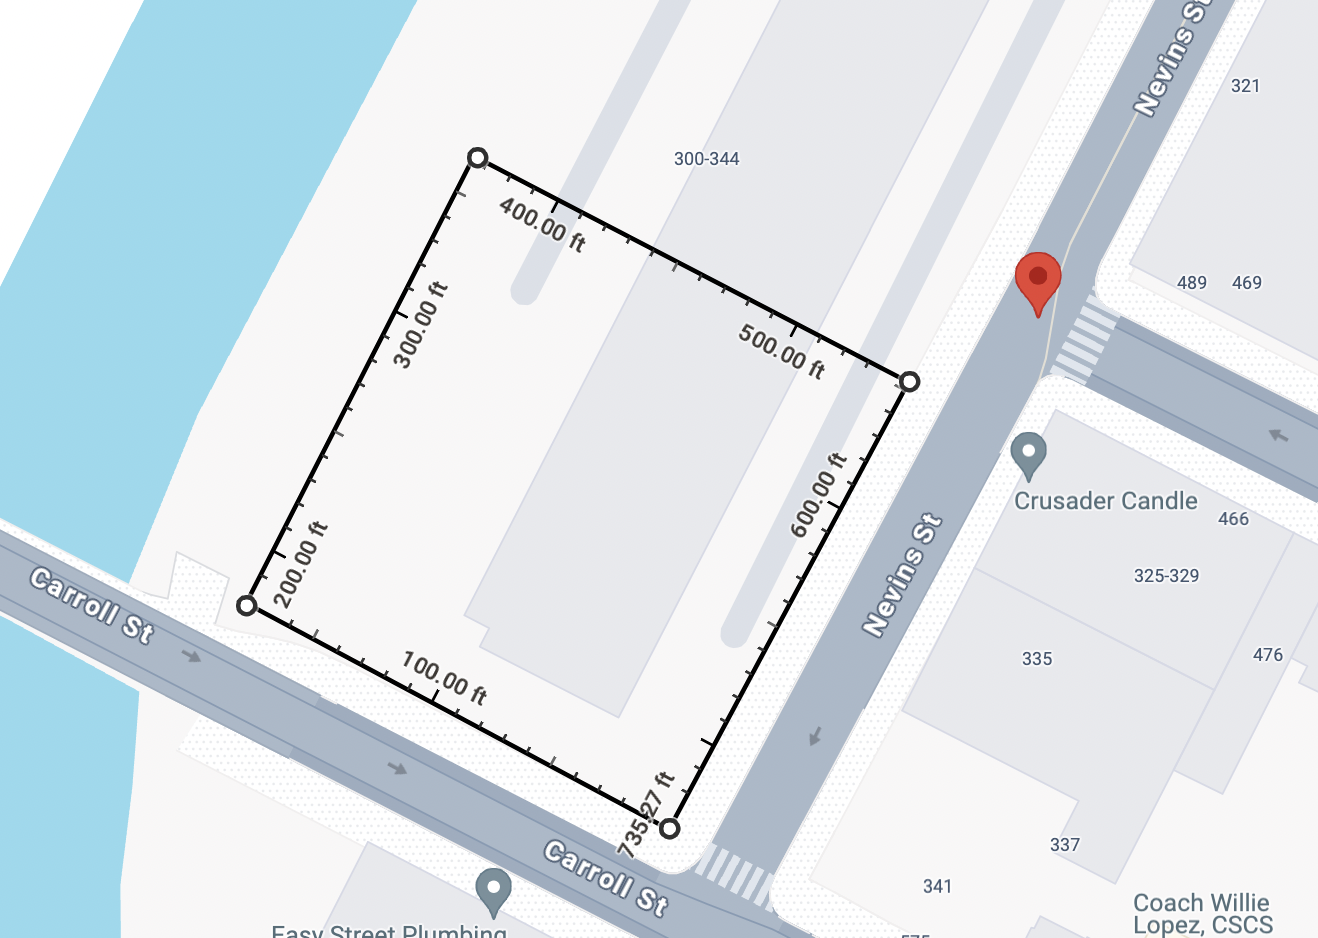 Nevins St
321
300-344
400.00 ft
489
469
300.00 ft
500.00 ft
Crusader Candle
466
600.00 ft
200.00 ft
Nevins St
325-329
Carroll St
335
476
100.00 ft
735.27 ft
337
Carroll St
341
Coach Willie
Lopez, CSCS
Easy Street Plumbing
575